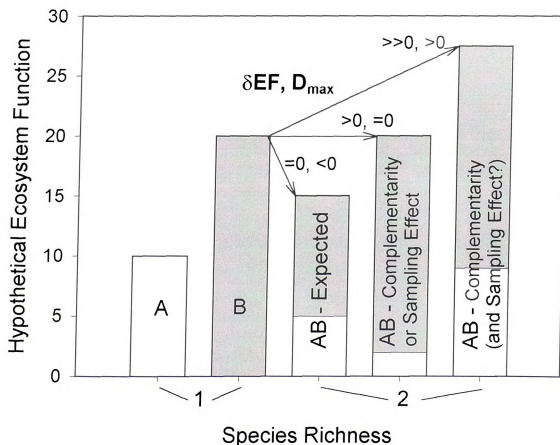 Hypothetical Ecosystem Function
30
25
20
15
10
5
0
δEF, Dmax
>>0, >0
>0, =0
=0, <0
A
B
AB - Expected
AB - Complementarity
or Sampling Effect
AB - Complementarity
(and Sampling Effect?)
1
2
Species Richness